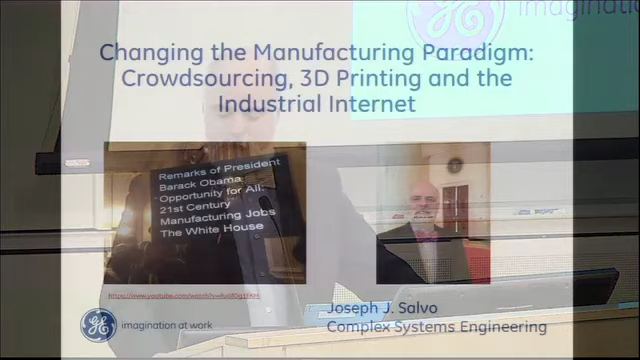 imagination
Changing the Manufacturing Paradigm:
Crowdsourcing, 3D Printing and the
Industrial Internet
Remarks of President
Barack Obama
Opportunity for All:
21st Century
Manufacturing Jobs
The White House
Joseph J. Salvo
Complex Systems Engineering
imagination at work